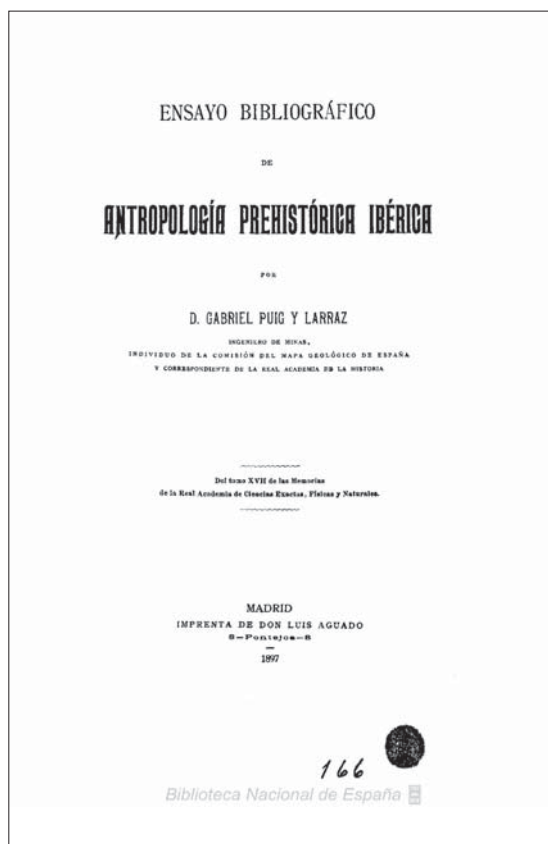 ENSAYO BIBLIOGRÁFICO
DE
ANTROPOLOGÍA PREHISTÓRICA IBÉRICA
POR
D. GABRIEL PUIG Y LARRAZ
INGENIERO DE MINAS,
INDIVIDUO DE LA COMISIÓN DEL MAPA GEOLÓGICO DE ESPAÑA
Y CORRESPONDIENTE DE LA REAL ACADEMIA DE LA HISTORIA
Del tomo XVII de las Memorias
de la Real Academia de Ciencias Exactas, Físicas y Naturales.
MADRID
IMPRENTA DE DON LUIS AGUADO
8—Pontejos—8
1897
166
Biblioteca Nacional de España